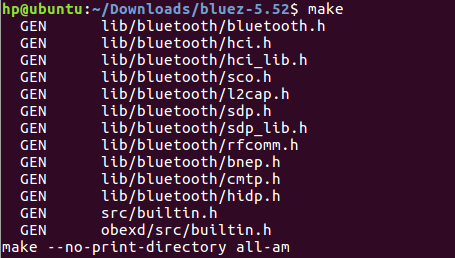 hp@ubuntu:~/Downloads/bluez-5.52$ make
GEN lib/bluetooth/bluetooth.h
GEN lib/bluetooth/hci.h
GEN lib/bluetooth/hci_lib.h
GEN lib/bluetooth/sco.h
GEN lib/bluetooth/l2cap.h
GEN lib/bluetooth/sdp.h
GEN lib/bluetooth/sdp_lib.h
GEN lib/bluetooth/rfcomm.h
GEN lib/bluetooth/bnep.h
GEN lib/bluetooth/cmtp.h
GEN lib/bluetooth/hidp.h
GEN src/builtin.h
GEN obexd/src/builtin.h
make --no-print-directory all-am